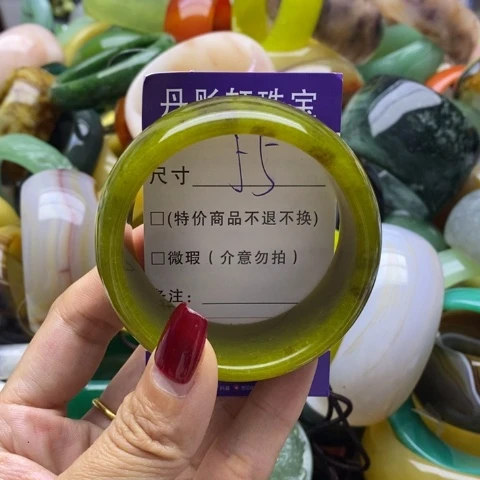 丹彤轩珠宝
尺寸 55
□(特价商品不退不换)
□微瑕(介意勿拍)
备注: